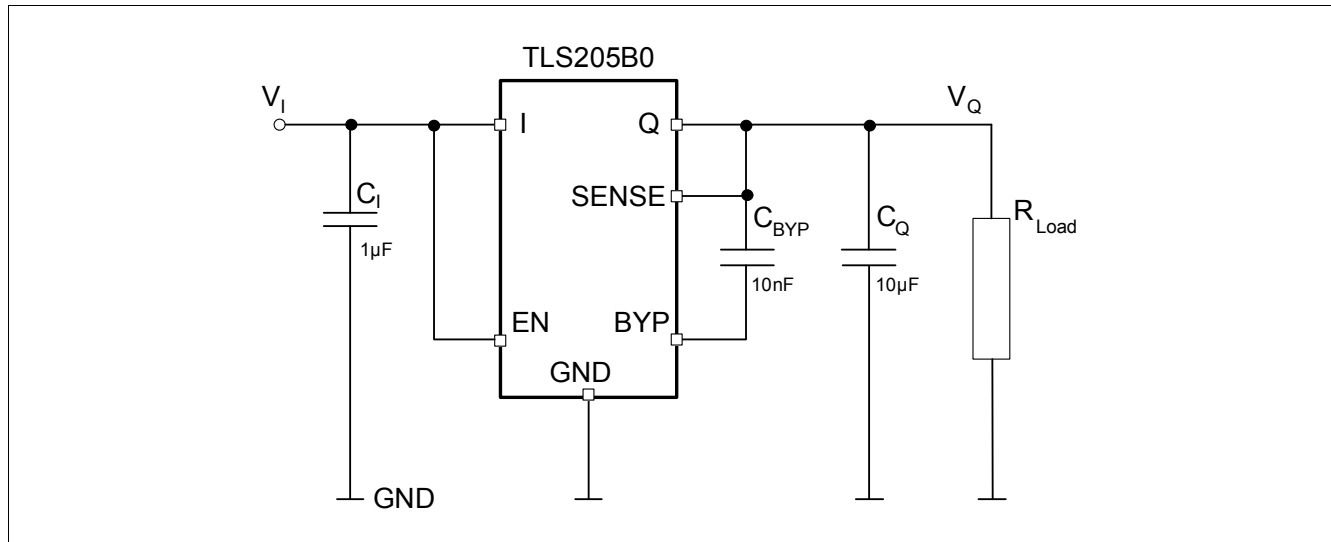 TLS205B0
V_I
V_Q
I
Q
C_I
1µF
SENSE
C_BYP
10nF
C_Q
10µF
R_Load
EN
BYP
GND
GND